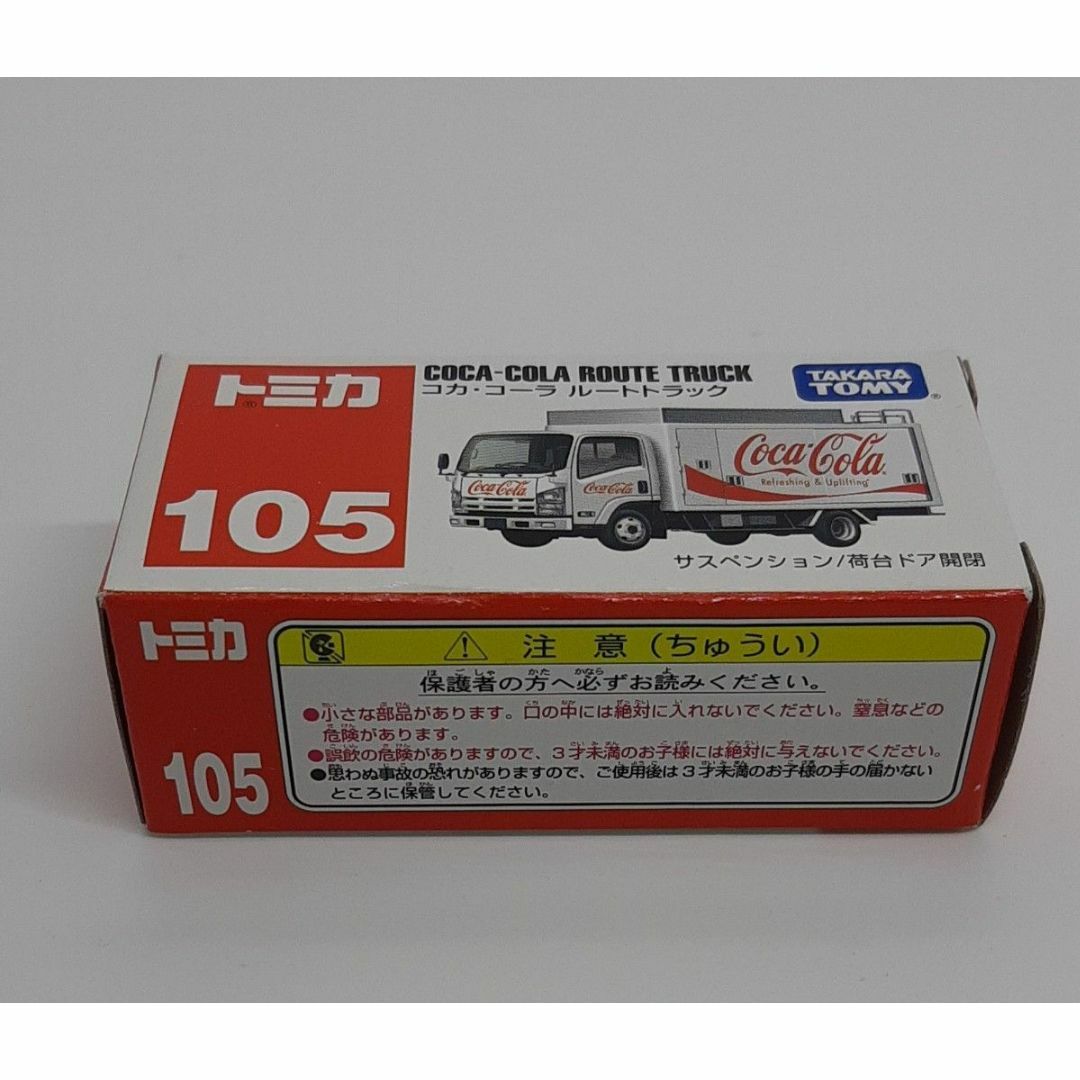 トミカ
105
COCA-COLA ROUTE TRUCK
コカ・コーラ ルートトラック
TAKARA
TOMY
Coca-Cola
Coca-Cola
Coca-Cola
Refreshing & Uplifting
サスペンション/荷台ドア開閉
トミカ
105
注 意（ちゅうい）
保護者の方へ必ずお読みください。
●小さな部品があります。口の中には絶対に入れないでください。窒息などの
危険があります。
●誤飲の危険がありますので、3才未満のお子様には絶対に与えないでください。
●思わぬ事故の恐れがありますので、ご使用後は3才未満のお子様の手の届かない
ところに保管してください。